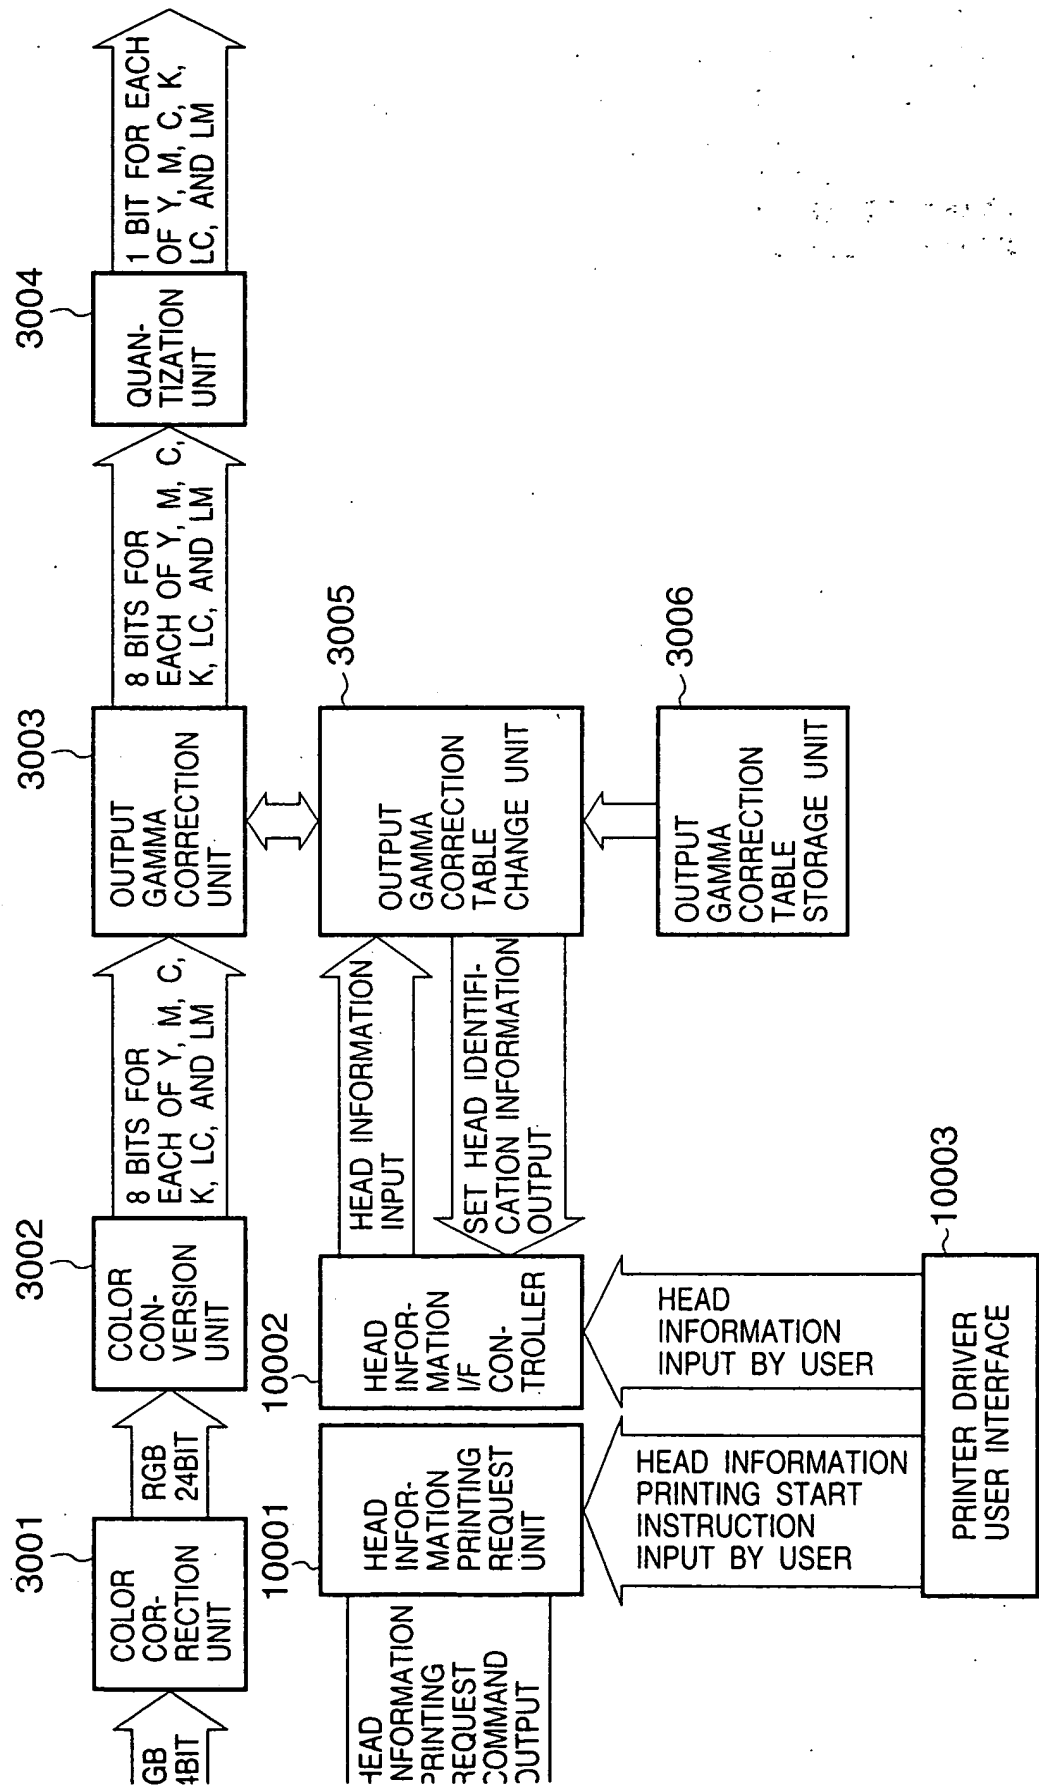 GB
4BIT
3001
COLOR
COR-
RECTION
UNIT
RGB
24BIT
3002
COLOR
CON-
VERSION
UNIT
8 BITS FOR
EACH OF Y, M, C,
K, LC, AND LM
3003
OUTPUT
GAMMA
CORRECTION
UNIT
8 BITS FOR
EACH OF Y, M, C,
K, LC, AND LM
3004
QUAN-
TIZATION
UNIT
1 BIT FOR EACH
OF Y, M, C, K,
LC, AND LM
HEAD
NFORMATION
PRINTING
REQUEST
COMMAND
OUTPUT
10001
HEAD
INFOR-
MATION
PRINTING
REQUEST
UNIT
10002
HEAD
INFOR-
MATION
I/F
CON-
TROLLER
HEAD INFORMATION
INPUT
SET HEAD IDENTIFI-
CATION INFORMATION
OUTPUT
3005
OUTPUT
GAMMA
CORRECTION
TABLE
CHANGE UNIT
3006
OUTPUT
GAMMA
CORRECTION
TABLE
STORAGE UNIT
HEAD INFORMATION
PRINTING START
INSTRUCTION
INPUT BY USER
HEAD
INFORMATION
INPUT BY USER
10003
PRINTER DRIVER
USER INTERFACE